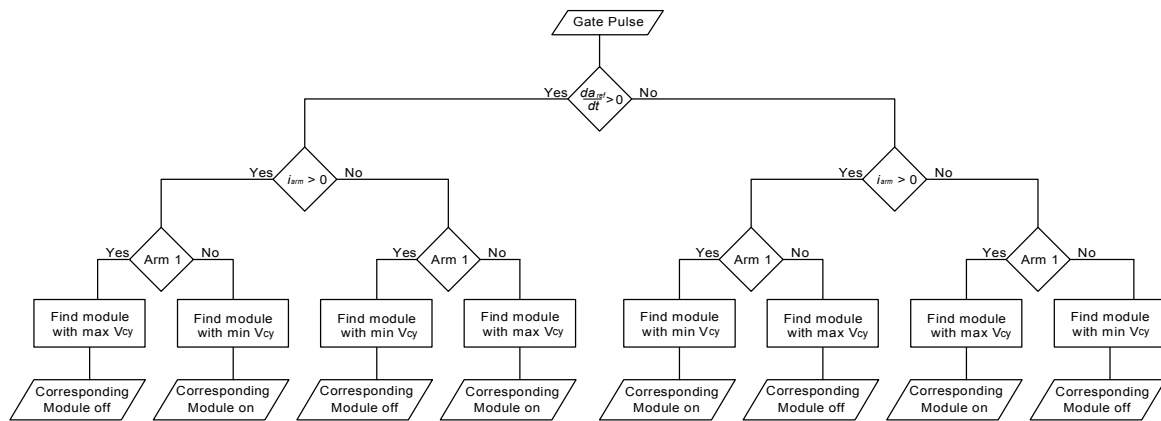 Gate Pulse
Yes
da_ref
dt
>0
No
Yes
i_arm > 0
No
Yes
i_arm > 0
No
Yes
Arm 1
No
Yes
Arm 1
No
Yes
Arm 1
No
Yes
Arm 1
No
Find module
with max Vcy
Find module
with min Vcy
Find module
with min Vcy
Find module
with max Vcy
Find module
with min Vcy
Find module
with max Vcy
Find module
with max Vcy
Find module
with min Vcy
Corresponding
Module off
Corresponding
Module on
Corresponding
Module off
Corresponding
Module on
Corresponding
Module on
Corresponding
Module off
Corresponding
Module on
Corresponding
Module off